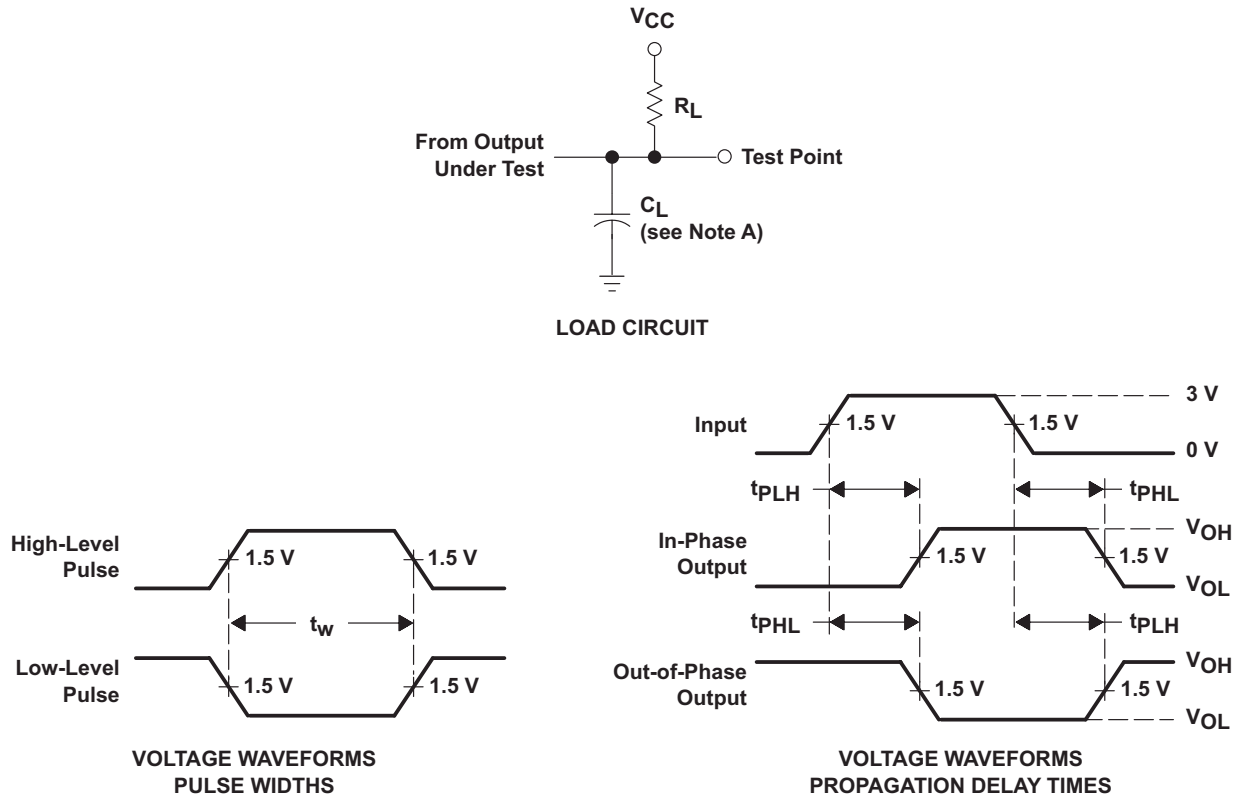 VCC
RL
From Output
Under Test
Test Point
CL
(see Note A)
LOAD CIRCUIT
High-Level
Pulse
1.5 V
1.5 V
tw
Low-Level
Pulse
1.5 V
1.5 V
VOLTAGE WAVEFORMS
PULSE WIDTHS
Input
1.5 V
1.5 V
3 V
0 V
tPLH
tPHL
In-Phase
Output
1.5 V
1.5 V
VOH
VOL
tPHL
tPLH
Out-of-Phase
Output
1.5 V
1.5 V
VOH
VOL
VOLTAGE WAVEFORMS
PROPAGATION DELAY TIMES